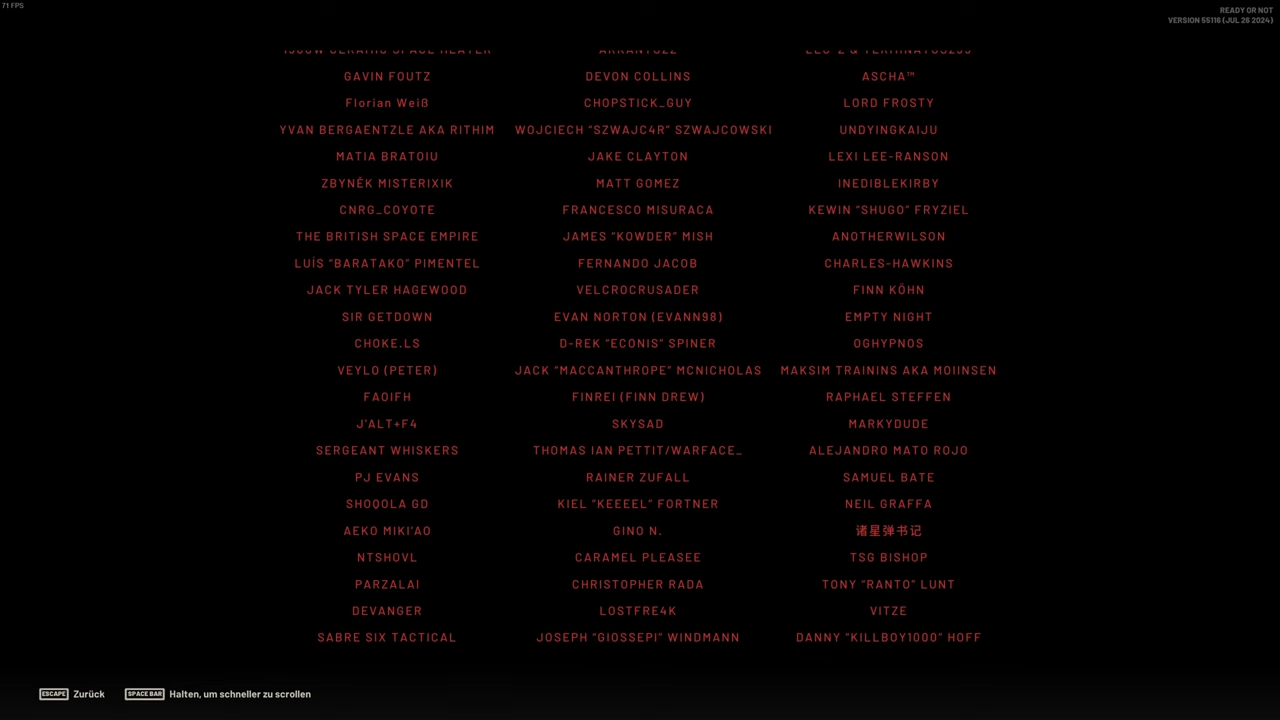 71 FPS
READY OR NOT
VERSION 55116 (JUL 26 2024)
1500W CERAMIC SPACE HEATER ARKANTOZZ
GAVIN FOUTZ DEVON COLLINS ASCHA™
Florian Weiß CHOPSTICK_GUY LORD FROSTY
YVAN BERGAENTZLE AKA RITHIM WOJCIECH "SZWAJC4R" SZWAJCOWSKI UNDYINGKAIJU
MATIA BRATOIU JAKE CLAYTON LEXI LEE-RANSON
ZBYNĚK MISTERIXIK MATT GOMEZ INEDIBLEKIRBY
CNRG_COYOTE FRANCESCO MISURACA KEWIN "SHUGO" FRYZIEL
THE BRITISH SPACE EMPIRE JAMES "KOWDER" MISH ANOTHERWILSON
LUÍS "BARATAKO" PIMENTEL FERNANDO JACOB CHARLES-HAWKINS
JACK TYLER HAGEWOOD VELCROCRUSADER FINN KÖHN
SIR GETDOWN EVAN NORTON (EVANN98) EMPTY NIGHT
CHOKE.LS D-REK "ECONIS" SPINER OGHYPNOS
VEYLO (PETER) JACK "MACCANTHROPE" MCNICHOLAS MAKSIM TRAININS AKA MOIINSEN
FAOIFH FINREI (FINN DREW) RAPHAEL STEFFEN
J'ALT+F4 SKYSAD MARKYDUDE
SERGEANT WHISKERS THOMAS IAN PETTIT/WARFACE_ ALEJANDRO MATO ROJO
PJ EVANS RAINER ZUFALL SAMUEL BATE
SHOQOLA GD KIEL "KEEEEL" FORTNER NEIL GRAFFA
AEKO MIKI'AO GINO N. 诸星弹书记
NTSHOVL CARAMEL PLEASEE TSG BISHOP
PARZALAI CHRISTOPHER RADA TONY "RANTO" LUNT
DEVANGER LOSTFRE4K VITZE
SABRE SIX TACTICAL JOSEPH "GIOSSEPI" WINDMANN DANNY "KILLBOY1000" HOFF
ESCAPE Zurück SPACE BAR Halten, um schneller zu scrollen